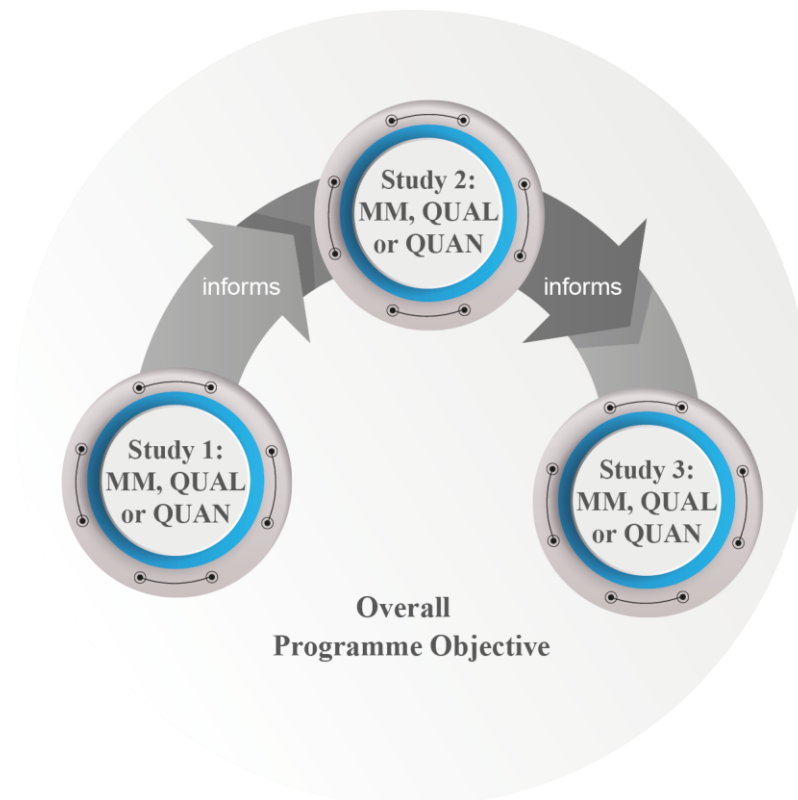 Study 2:
MM, QUAL
or QUAN
informs
informs
Study 1:
MM, QUAL
or QUAN
Study 3:
MM, QUAL
or QUAN
Overall
Programme Objective